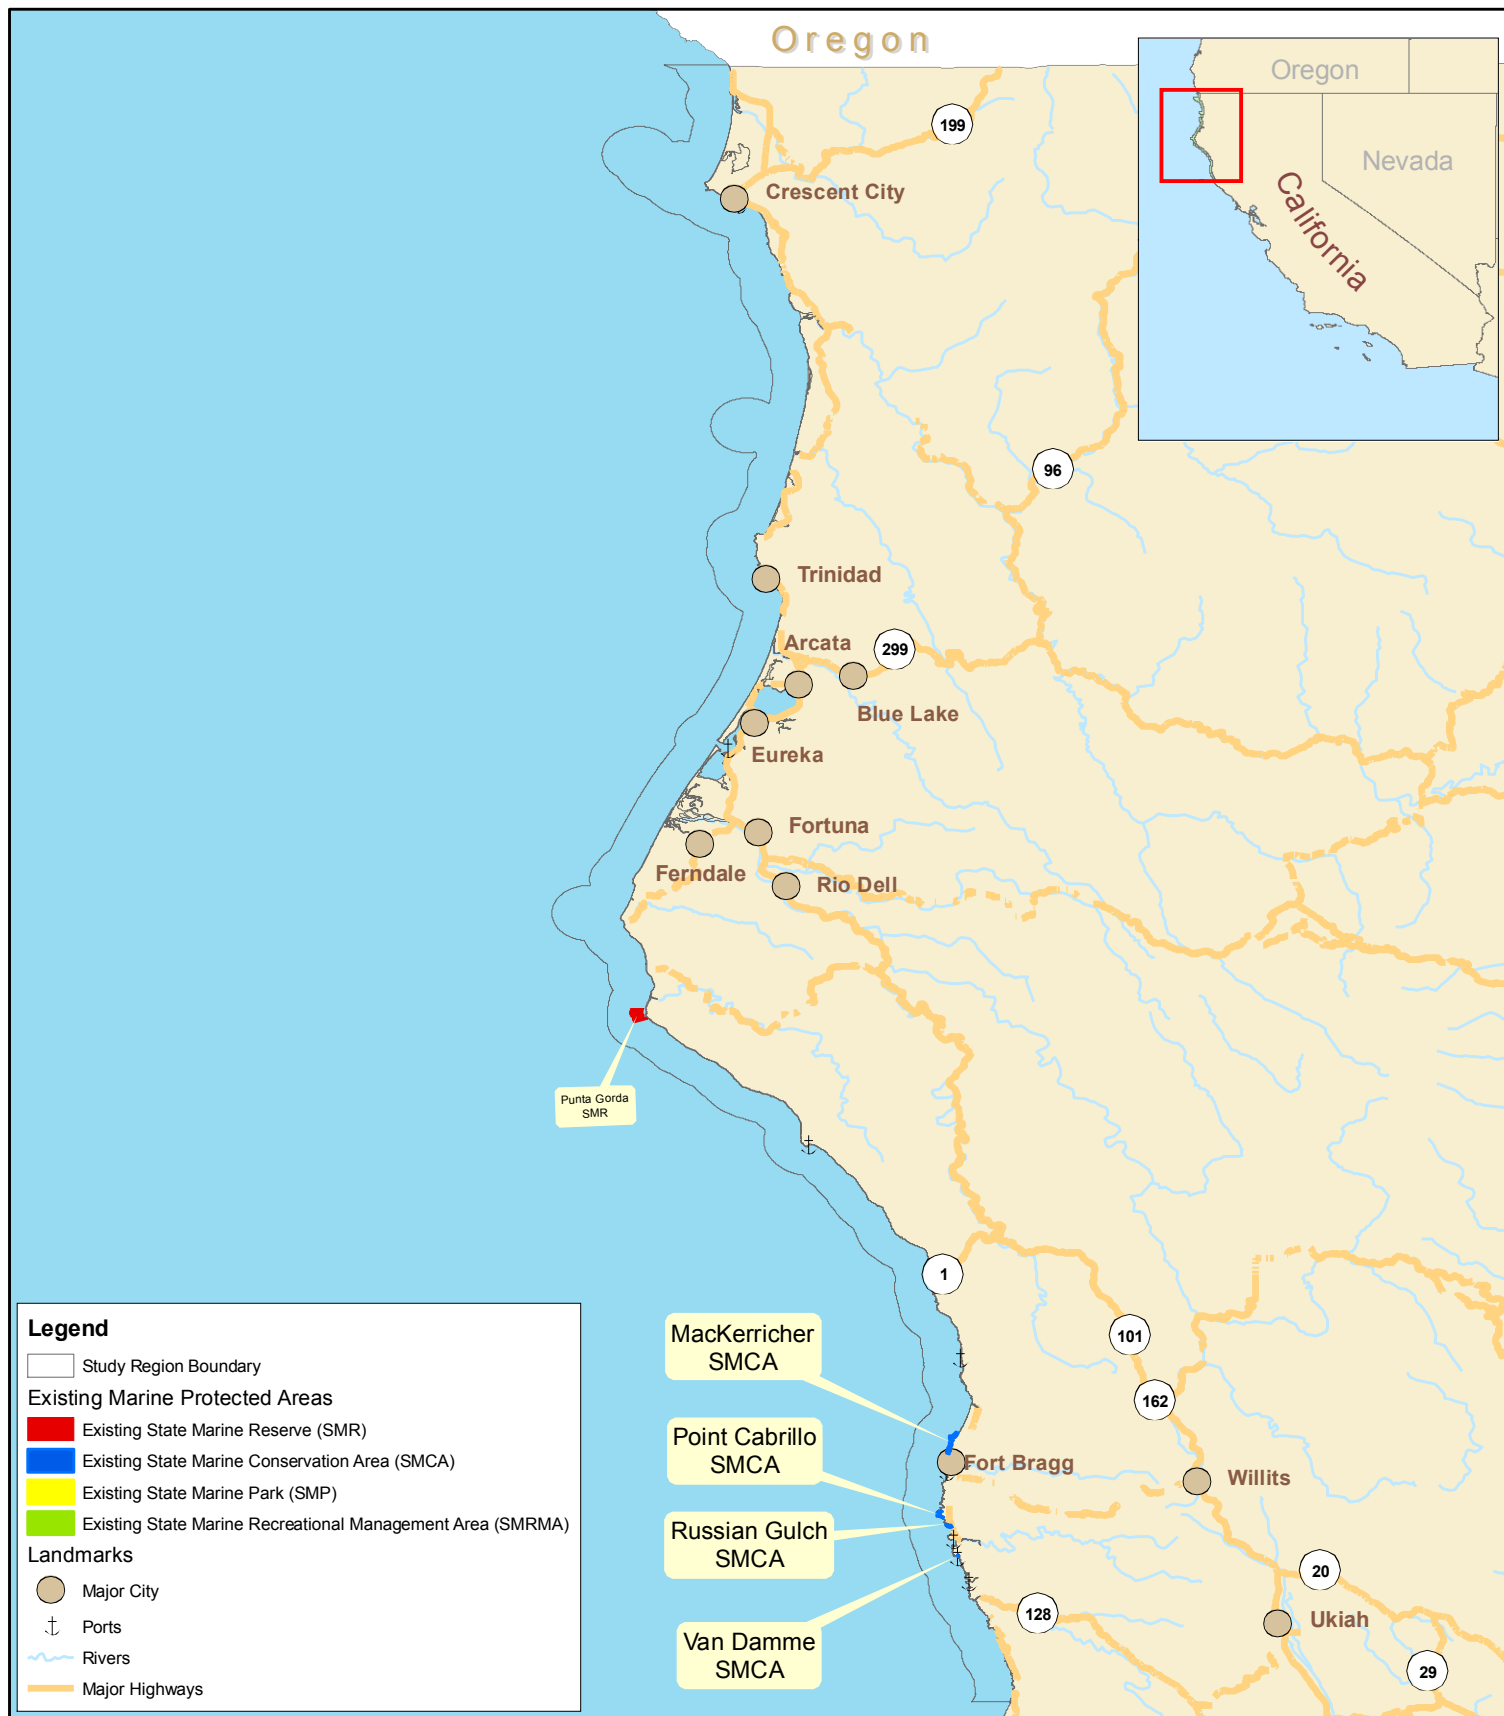 Oregon
Oregon
Nevada
California
199
Crescent City
96
Trinidad
Arcata
299
Blue Lake
Eureka
Fortuna
Ferndale
Rio Dell
Punta Gorda
SMR
1
MacKerricher
SMCA
101
162
Point Cabrillo
SMCA
Fort Bragg
Willits
Russian Gulch
SMCA
20
128
Ukiah
Van Damme
SMCA
29
Legend
Study Region Boundary
Existing Marine Protected Areas
Existing State Marine Reserve (SMR)
Existing State Marine Conservation Area (SMCA)
Existing State Marine Park (SMP)
Existing State Marine Recreational Management Area (SMRMA)
Landmarks
Major City
Ports
Rivers
Major Highways